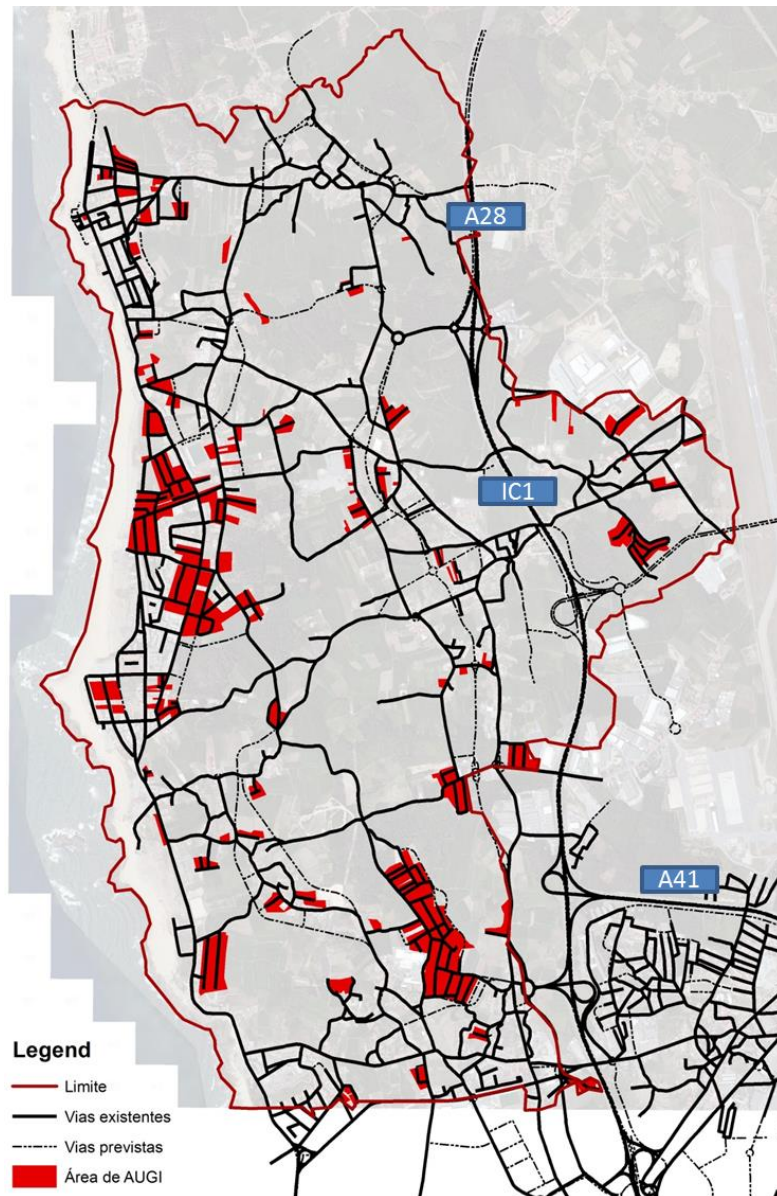 A28
IC1
A41
Legend
Limite
Vias existentes
Vias previstas
Área de AUGI